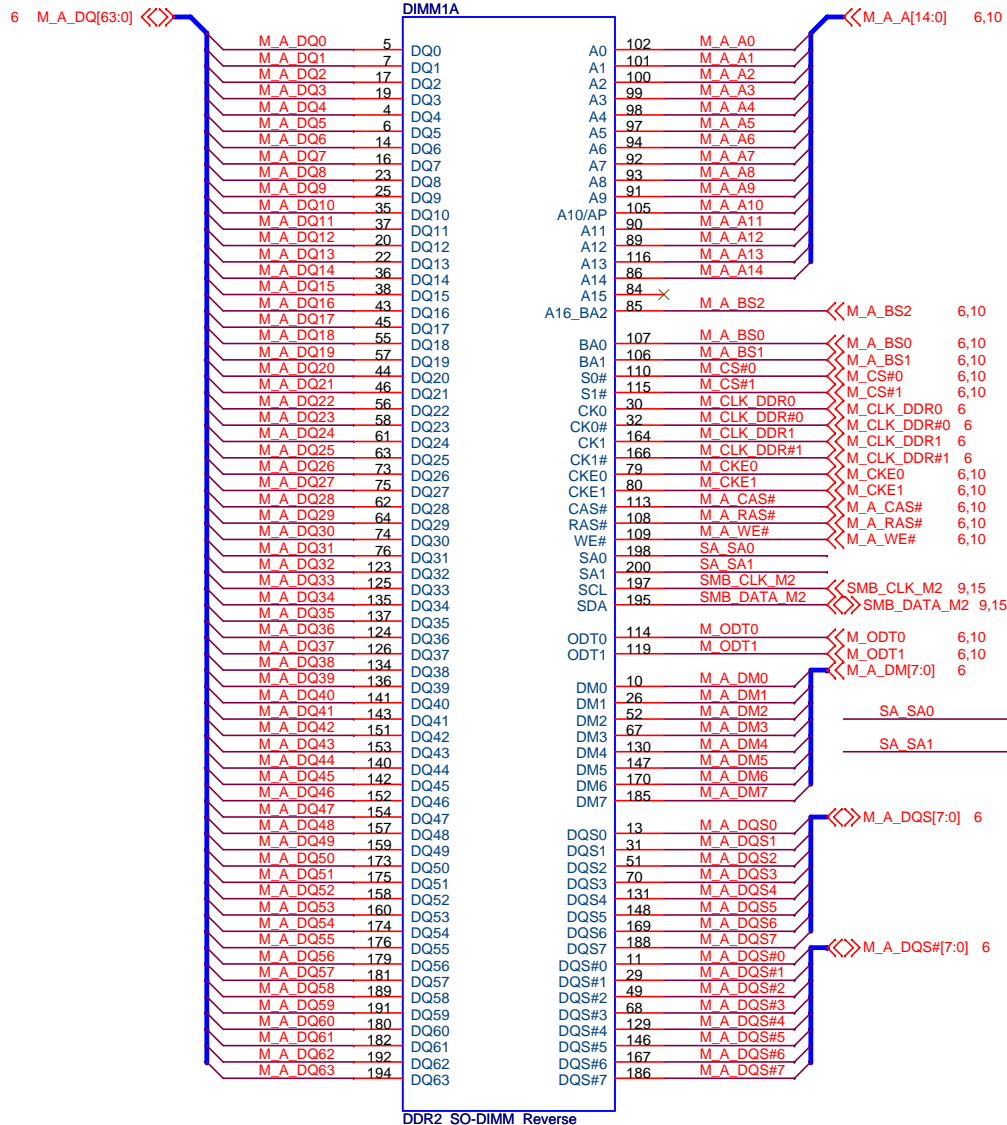 6 M_A_DQ[63:0]
DIMM1A
M_A_DQ0 5 DQ0
M_A_DQ1 7 DQ1
M_A_DQ2 17 DQ2
M_A_DQ3 19 DQ3
M_A_DQ4 4 DQ4
M_A_DQ5 6 DQ5
M_A_DQ6 14 DQ6
M_A_DQ7 16 DQ7
M_A_DQ8 23 DQ8
M_A_DQ9 25 DQ9
M_A_DQ10 35 DQ10
M_A_DQ11 37 DQ11
M_A_DQ12 20 DQ12
M_A_DQ13 22 DQ13
M_A_DQ14 36 DQ14
M_A_DQ15 38 DQ15
M_A_DQ16 43 DQ16
M_A_DQ17 45 DQ17
M_A_DQ18 55 DQ18
M_A_DQ19 57 DQ19
M_A_DQ20 44 DQ20
M_A_DQ21 46 DQ21
M_A_DQ22 56 DQ22
M_A_DQ23 58 DQ23
M_A_DQ24 61 DQ24
M_A_DQ25 63 DQ25
M_A_DQ26 73 DQ26
M_A_DQ27 75 DQ27
M_A_DQ28 62 DQ28
M_A_DQ29 64 DQ29
M_A_DQ30 74 DQ30
M_A_DQ31 76 DQ31
M_A_DQ32 123 DQ32
M_A_DQ33 125 DQ33
M_A_DQ34 135 DQ34
M_A_DQ35 137 DQ35
M_A_DQ36 124 DQ36
M_A_DQ37 126 DQ37
M_A_DQ38 134 DQ38
M_A_DQ39 136 DQ39
M_A_DQ40 141 DQ40
M_A_DQ41 143 DQ41
M_A_DQ42 151 DQ42
M_A_DQ43 153 DQ43
M_A_DQ44 140 DQ44
M_A_DQ45 142 DQ45
M_A_DQ46 152 DQ46
M_A_DQ47 154 DQ47
M_A_DQ48 157 DQ48
M_A_DQ49 159 DQ49
M_A_DQ50 173 DQ50
M_A_DQ51 175 DQ51
M_A_DQ52 158 DQ52
M_A_DQ53 160 DQ53
M_A_DQ54 174 DQ54
M_A_DQ55 176 DQ55
M_A_DQ56 179 DQ56
M_A_DQ57 181 DQ57
M_A_DQ58 189 DQ58
M_A_DQ59 191 DQ59
M_A_DQ60 180 DQ60
M_A_DQ61 182 DQ61
M_A_DQ62 192 DQ62
M_A_DQ63 194 DQ63
M_A_A[14:0] 6,10
A0 102 M_A_A0
A1 101 M_A_A1
A2 100 M_A_A2
A3 99 M_A_A3
A4 98 M_A_A4
A5 97 M_A_A5
A6 94 M_A_A6
A7 92 M_A_A7
A8 93 M_A_A8
A9 91 M_A_A9
A10/AP 105 M_A_A10
A11 90 M_A_A11
A12 89 M_A_A12
A13 116 M_A_A13
A14 86 M_A_A14
A15 84
A16_BA2 85 M_A_BS2 M_A_BS2 6,10
BA0 107 M_A_BS0 M_A_BS0 6,10
BA1 106 M_A_BS1 M_A_BS1 6,10
S0# 110 M_CS#0 M_CS#0 6,10
S1# 115 M_CS#1 M_CS#1 6,10
CK0 30 M_CLK_DDR0 M_CLK_DDR0 6
CK0# 32 M_CLK_DDR#0 M_CLK_DDR#0 6
CK1 164 M_CLK_DDR1 M_CLK_DDR1 6
CK1# 166 M_CLK_DDR#1 M_CLK_DDR#1 6
CKE0 79 M_CKE0 M_CKE0 6,10
CKE1 80 M_CKE1 M_CKE1 6,10
CAS# 113 M_A_CAS# M_A_CAS# 6,10
RAS# 108 M_A_RAS# M_A_RAS# 6,10
WE# 109 M_A_WE# M_A_WE# 6,10
SA0 198 SA_SA0
SA1 200 SA_SA1
SCL 197 SMB_CLK_M2 SMB_CLK_M2 9,15
SDA 195 SMB_DATA_M2 SMB_DATA_M2 9,15
ODT0 114 M_ODT0 M_ODT0 6,10
ODT1 119 M_ODT1 M_ODT1 6,10
M_A_DM[7:0] 6
DM0 10 M_A_DM0
DM1 26 M_A_DM1
DM2 52 M_A_DM2
SA_SA0
DM3 67 M_A_DM3
DM4 130 M_A_DM4
SA_SA1
DM5 147 M_A_DM5
DM6 170 M_A_DM6
DM7 185 M_A_DM7
M_A_DQS[7:0] 6
DQS0 13 M_A_DQS0
DQS1 31 M_A_DQS1
DQS2 51 M_A_DQS2
DQS3 70 M_A_DQS3
DQS4 131 M_A_DQS4
DQS5 148 M_A_DQS5
DQS6 169 M_A_DQS6
DQS7 188 M_A_DQS7
M_A_DQS#[7:0] 6
DQS#0 11 M_A_DQS#0
DQS#1 29 M_A_DQS#1
DQS#2 49 M_A_DQS#2
DQS#3 68 M_A_DQS#3
DQS#4 129 M_A_DQS#4
DQS#5 146 M_A_DQS#5
DQS#6 167 M_A_DQS#6
DQS#7 186 M_A_DQS#7
DDR2 SO-DIMM Reverse